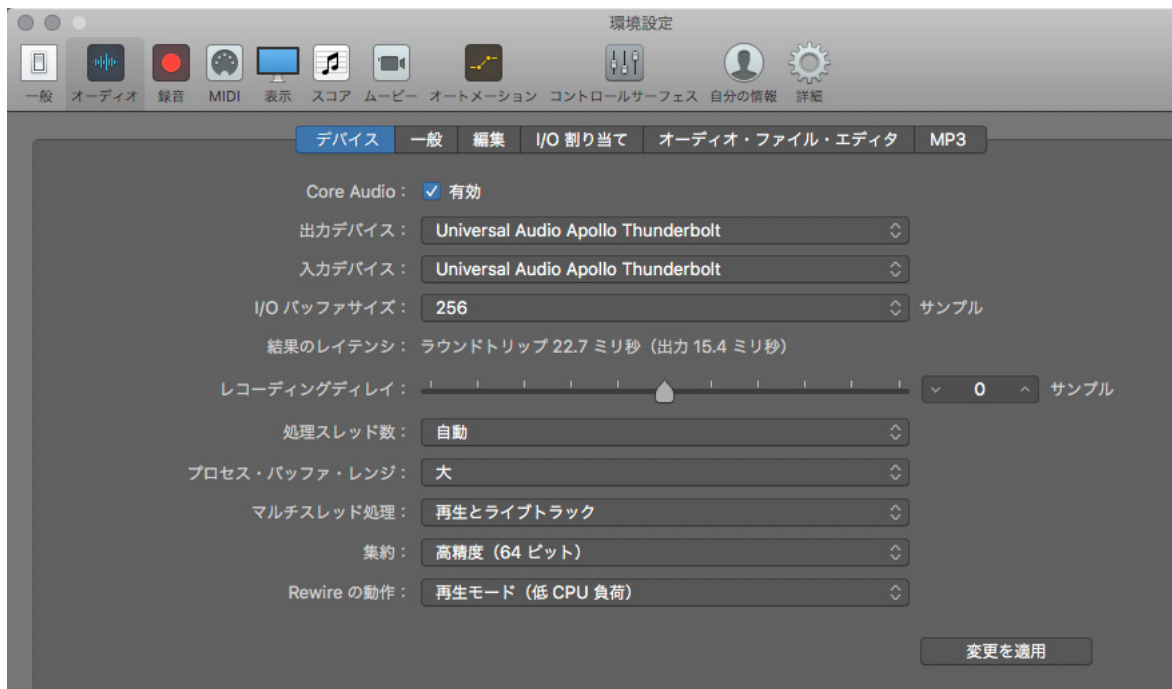 環境設定
一般 オーディオ 録音 MIDI 表示 スコア ムービー オートメーション コントロールサーフェス 自分の情報 詳細
デバイス 一般 編集 I/O 割り当て オーディオ・ファイル・エディタ MP3
Core Audio： 有効
出力デバイス： Universal Audio Apollo Thunderbolt
入力デバイス： Universal Audio Apollo Thunderbolt
I/O バッファサイズ： 256 サンプル
結果のレイテンシ： ラウンドトリップ 22.7 ミリ秒（出力 15.4 ミリ秒）
レコーディングディレイ： 0 サンプル
処理スレッド数： 自動
プロセス・バッファ・レンジ： 大
マルチスレッド処理： 再生とライブトラック
集約： 高精度（64 ビット）
Rewire の動作： 再生モード（低 CPU 負荷）
変更を適用